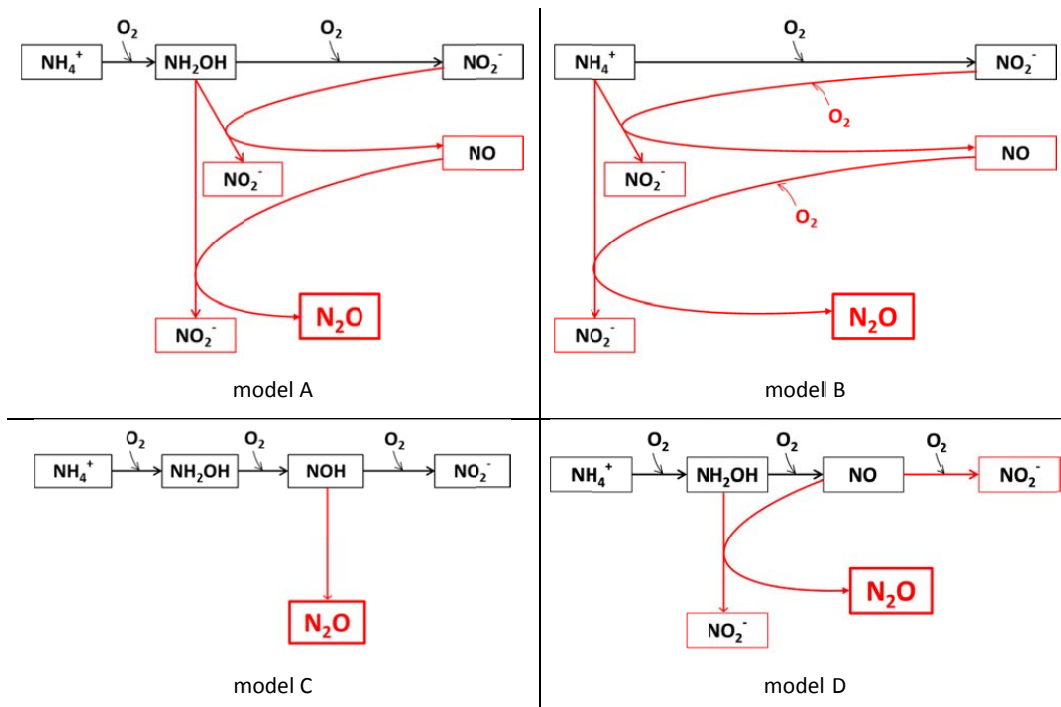 O₂ O₂
NH₄⁺ NH₂OH NO₂⁻
NO
NO₂⁻
N₂O
NO₂⁻
model A
O₂
NH₄⁺ NO₂⁻
O₂
NO
NO₂⁻
O₂
N₂O
NO₂⁻
model B
O₂ O₂ O₂
NH₄⁺ NH₂OH NOH NO₂⁻
N₂O
model C
O₂ O₂ O₂
NH₄⁺ NH₂OH NO NO₂⁻
N₂O
NO₂⁻
model D